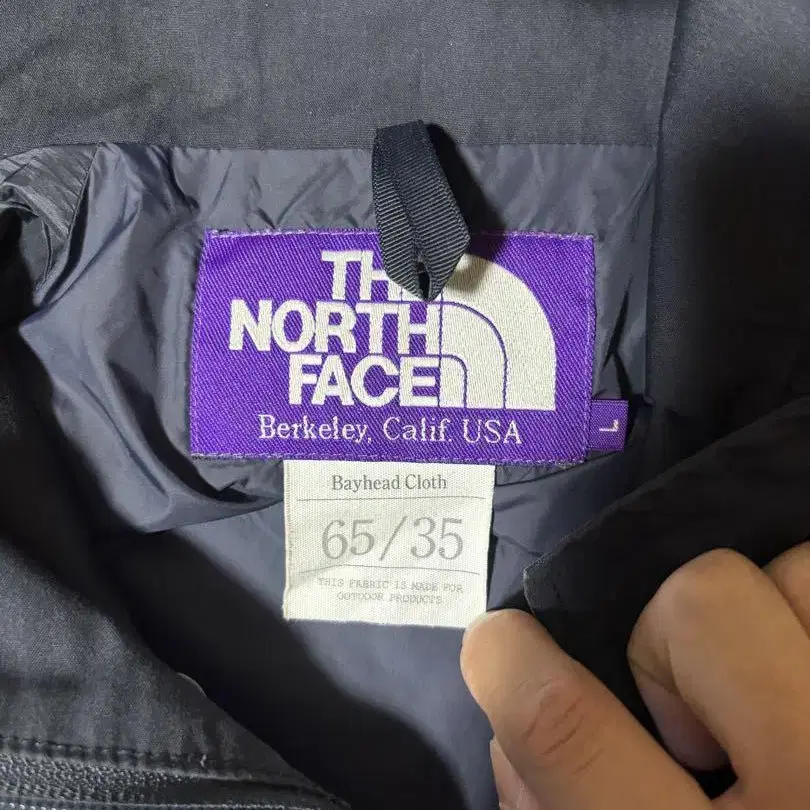 THE
NORTH
FACE
Berkeley, Calif. USA
L
Bayhead Cloth
65/35
THIS FABRIC IS MADE FOR
OUTDOOR PRODUCTS